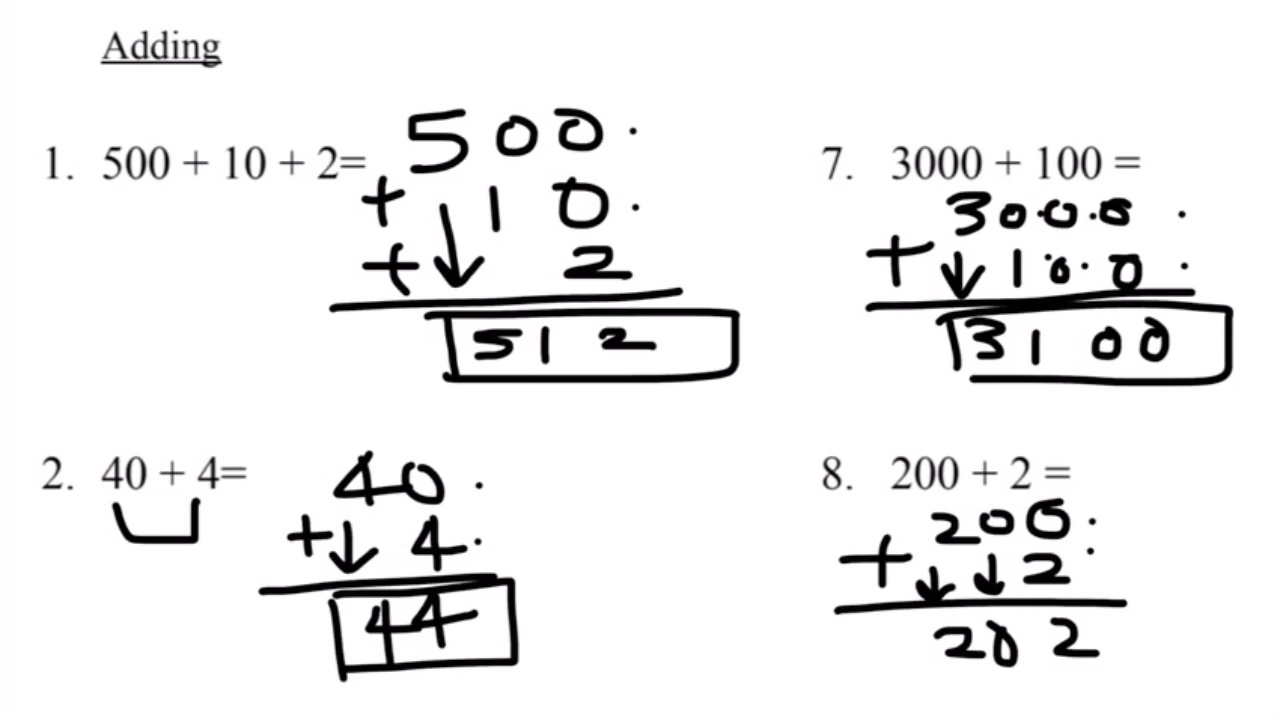 Adding
1. 500 + 10 + 2=
500.
+ 10.
+ 2
512
2. 40 + 4=
40.
+ 4.
44
7. 3000 + 100 =
3000.
+ 100.
3100
8. 200 + 2 =
200.
+ 2.
202